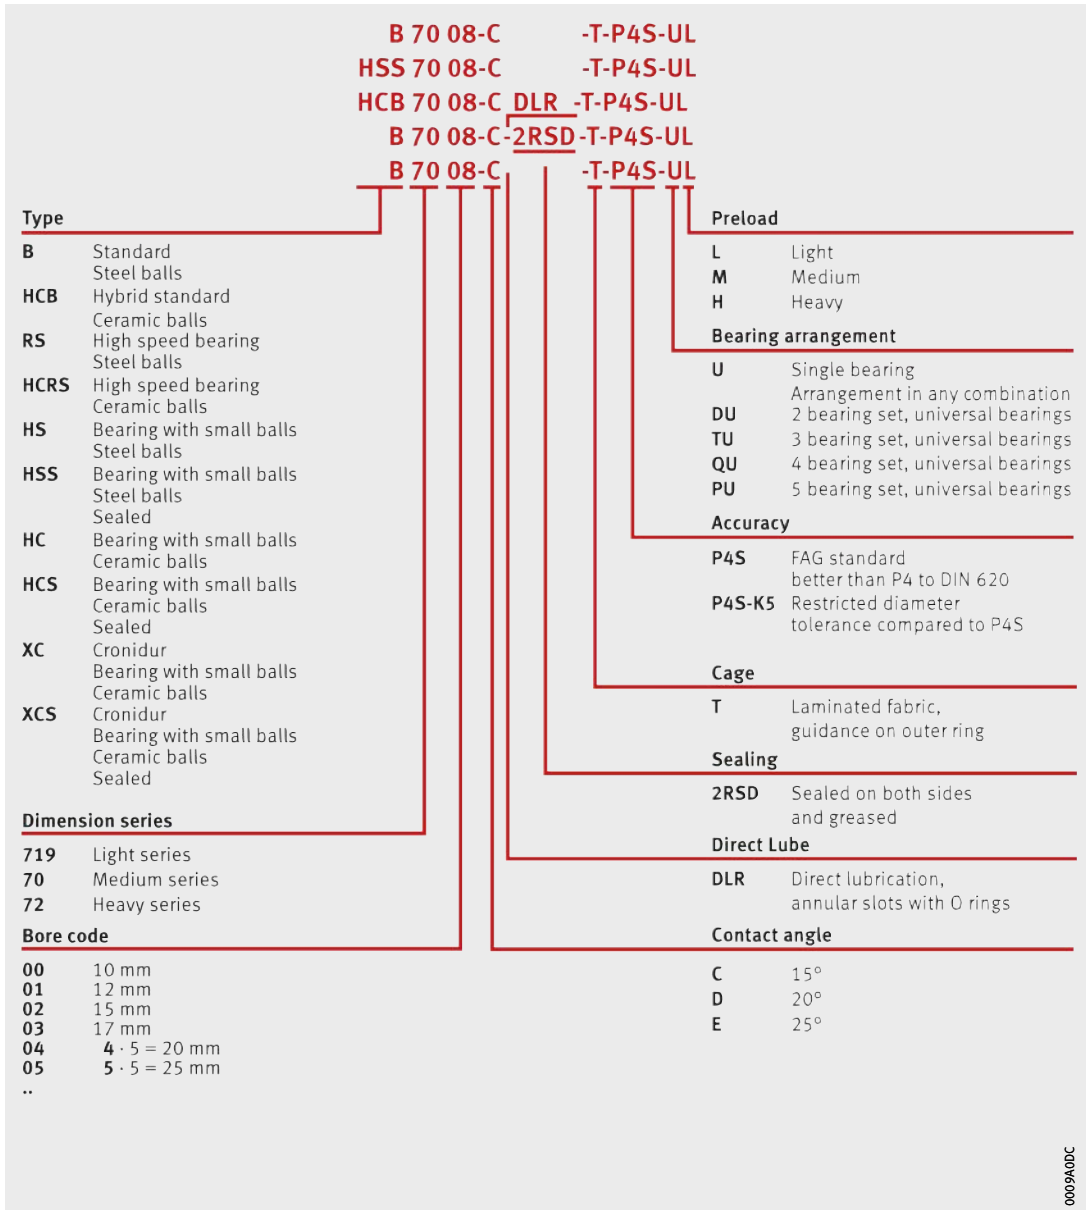 B 70 08-C -T-P4S-UL
HSS 70 08-C -T-P4S-UL
HCB 70 08-C DLR -T-P4S-UL
B 70 08-C-2RSD-T-P4S-UL
B 70 08-C -T-P4S-UL
Type
B Standard
Steel balls
HCB Hybrid standard
Ceramic balls
RS High speed bearing
Steel balls
HCRS High speed bearing
Ceramic balls
HS Bearing with small balls
Steel balls
HSS Bearing with small balls
Steel balls
Sealed
HC Bearing with small balls
Ceramic balls
HCS Bearing with small balls
Ceramic balls
Sealed
XC Cronidur
Bearing with small balls
Ceramic balls
XCS Cronidur
Bearing with small balls
Ceramic balls
Sealed
Dimension series
719 Light series
70 Medium series
72 Heavy series
Bore code
00 10 mm
01 12 mm
02 15 mm
03 17 mm
04 4 · 5 = 20 mm
05 5 · 5 = 25 mm
..
Preload
L Light
M Medium
H Heavy
Bearing arrangement
U Single bearing
Arrangement in any combination
DU 2 bearing set, universal bearings
TU 3 bearing set, universal bearings
QU 4 bearing set, universal bearings
PU 5 bearing set, universal bearings
Accuracy
P4S FAG standard
better than P4 to DIN 620
P4S-K5 Restricted diameter
tolerance compared to P4S
Cage
T Laminated fabric,
guidance on outer ring
Sealing
2RSD Sealed on both sides
and greased
Direct Lube
DLR Direct lubrication,
annular slots with O rings
Contact angle
C 15°
D 20°
E 25°
0009A0DC